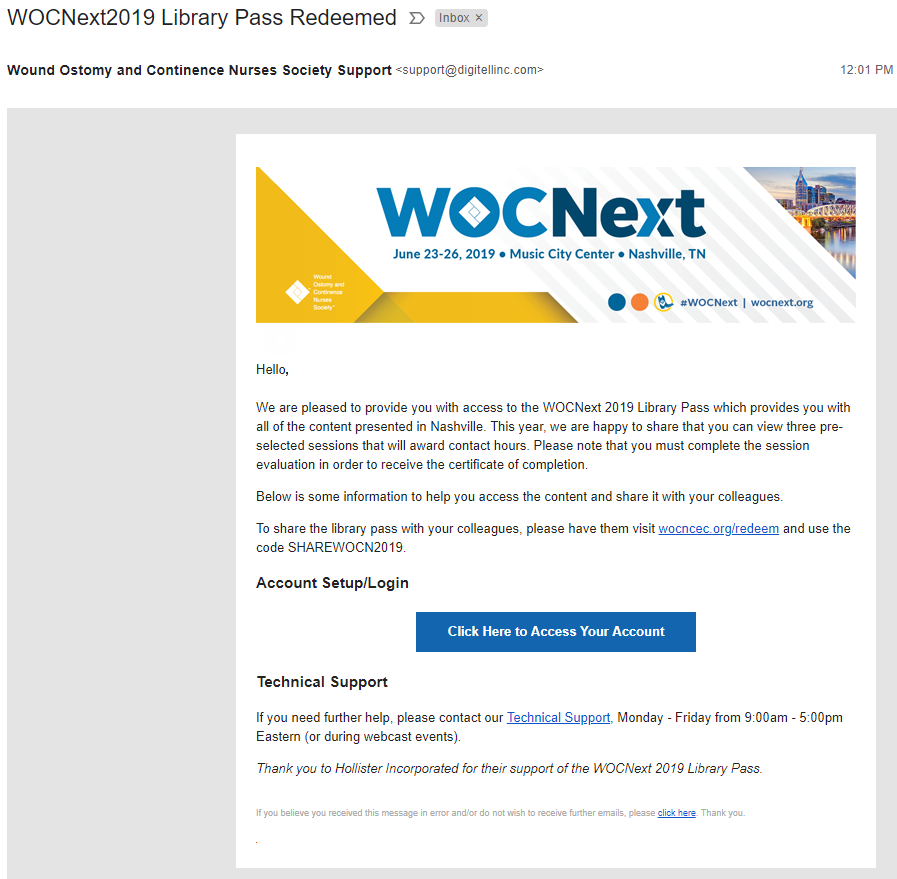 WOCNext2019 Library Pass Redeemed
Inbox ×
Wound Ostomy and Continence Nurses Society Support <support@digitellinc.com>
12:01 PM
WOCNext
June 23-26, 2019 • Music City Center • Nashville, TN
Wound
Ostomy and
Continence
Nurses
Society™
#WOCNext | wocnext.org
Hello,
We are pleased to provide you with access to the WOCNext 2019 Library Pass which provides you with
all of the content presented in Nashville. This year, we are happy to share that you can view three pre-
selected sessions that will award contact hours. Please note that you must complete the session
evaluation in order to receive the certificate of completion.
Below is some information to help you access the content and share it with your colleagues.
To share the library pass with your colleagues, please have them visit wocncec.org/redeem and use the
code SHAREWOCN2019.
Account Setup/Login
Click Here to Access Your Account
Technical Support
If you need further help, please contact our Technical Support, Monday - Friday from 9:00am - 5:00pm
Eastern (or during webcast events).
Thank you to Hollister Incorporated for their support of the WOCNext 2019 Library Pass.
If you believe you received this message in error and/or do not wish to receive further emails, please click here. Thank you.
.